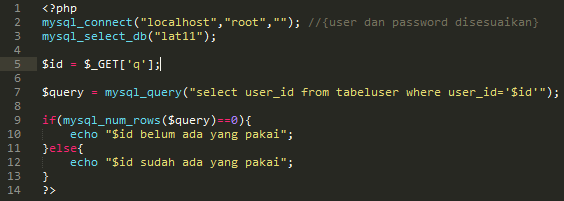 1 <?php
2 mysql_connect("localhost","root",""); //{user dan password disesuaikan}
3 mysql_select_db("lat11");
4
5 $id = $_GET['q'];
6
7 $query = mysql_query("select user_id from tabeluser where user_id='$id'");
8
9 if(mysql_num_rows($query)==0){
10 echo "$id belum ada yang pakai";
11 }else{
12 echo "$id sudah ada yang pakai";
13 }
14 ?>